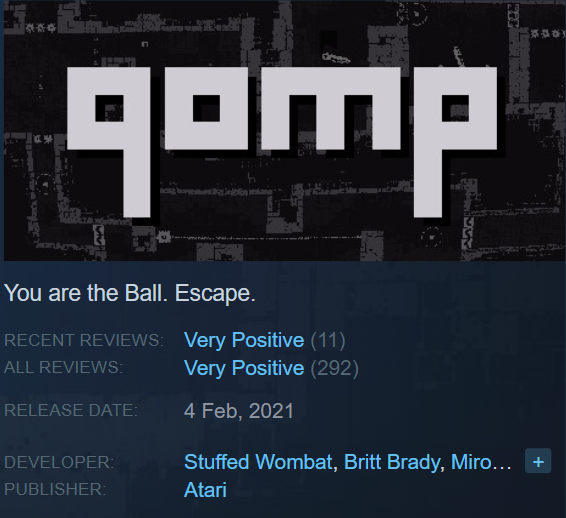 qomp
You are the Ball. Escape.
RECENT REVIEWS: Very Positive (11)
ALL REVIEWS: Very Positive (292)
RELEASE DATE: 4 Feb, 2021
DEVELOPER: Stuffed Wombat, Britt Brady, Miro... +
PUBLISHER: Atari